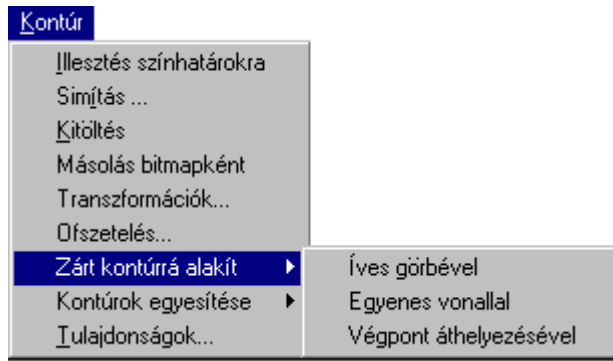 Kontúr
Illesztés színhatárokra
Simítás ...
Kitöltés
Másolás bitmapként
Transzformációk...
Ofszetelés...
Zárt kontúrrá alakít
Íves görbével
Kontúrok egyesítése
Egyenes vonallal
Tulajdonságok...
Végpont áthelyezésével